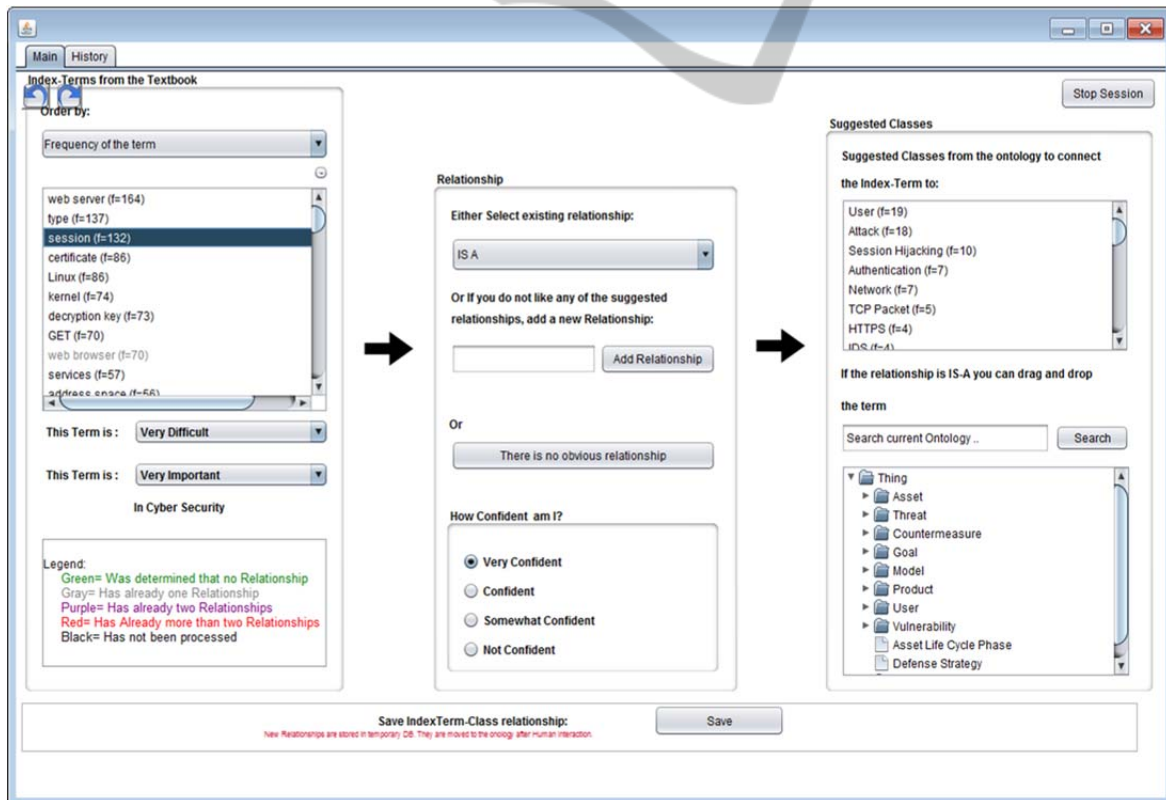 Main
History
Index-Terms from the Textbook
Order by:
Frequency of the term
web server (f=164)
type (f=137)
session (f=132)
certificate (f=86)
Linux (f=86)
kernel (f=74)
decryption key (f=73)
GET (f=70)
web browser (f=70)
services (f=57)
address space (f=56)
This Term is :
Very Difficult
This Term is :
Very Important
In Cyber Security
Legend:
Green= Was determined that no Relationship
Gray= Has already one Relationship
Purple= Has already two Relationships
Red= Has Already more than two Relationships
Black= Has not been processed
Relationship
Either Select existing relationship:
IS A
Or If you do not like any of the suggested
relationships, add a new Relationship:
Add Relationship
Or
There is no obvious relationship
How Confident am I?
Very Confident
Confident
Somewhat Confident
Not Confident
Stop Session
Suggested Classes
Suggested Classes from the ontology to connect
the Index-Term to:
User (f=19)
Attack (f=18)
Session Hijacking (f=10)
Authentication (f=7)
Network (f=7)
TCP Packet (f=5)
HTTPS (f=4)
IDS (f=4)
If the relationship is IS-A you can drag and drop
the term
Search current Ontology ..
Search
Thing
Asset
Threat
Countermeasure
Goal
Model
Product
User
Vulnerability
Asset Life Cycle Phase
Defense Strategy
Save IndexTerm-Class relationship:
Save
New Relationships are stored in temporary DB. They are moved to the onology after Human Interaction.